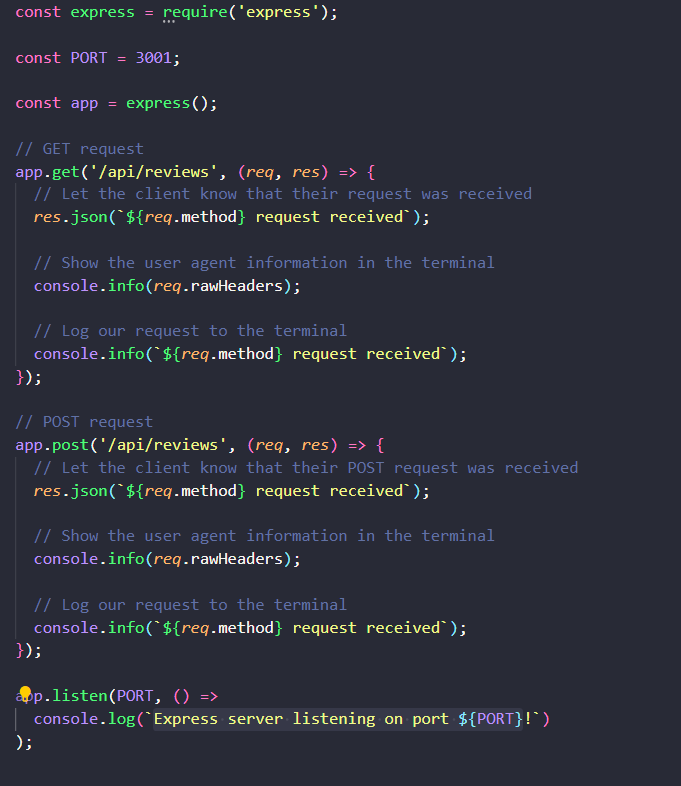 const express = require('express');
const PORT = 3001;
const app = express();
// GET request
app.get('/api/reviews', (req, res) => {
// Let the client know that their request was received
res.json(`${req.method} request received`);
// Show the user agent information in the terminal
console.info(req.rawHeaders);
// Log our request to the terminal
console.info(`${req.method} request received`);
});
// POST request
app.post('/api/reviews', (req, res) => {
// Let the client know that their POST request was received
res.json(`${req.method} request received`);
// Show the user agent information in the terminal
console.info(req.rawHeaders);
// Log our request to the terminal
console.info(`${req.method} request received`);
});
app.listen(PORT, () =>
console.log(`Express server listening on port ${PORT}!`)
);